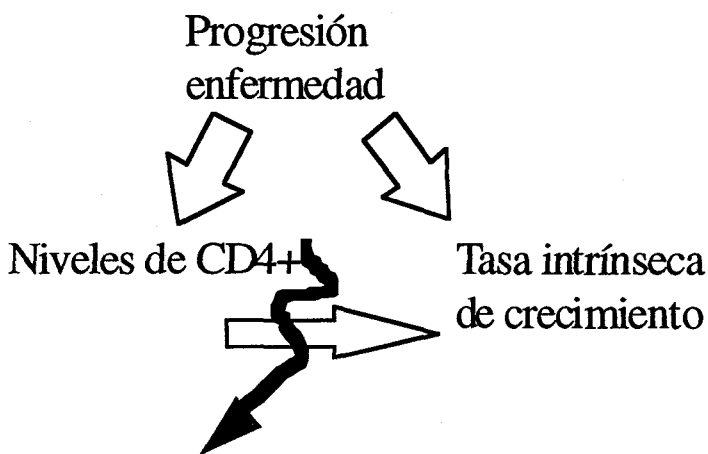 Progresión
enfermedad
Niveles de CD4+
Tasa intrínseca
de crecimiento